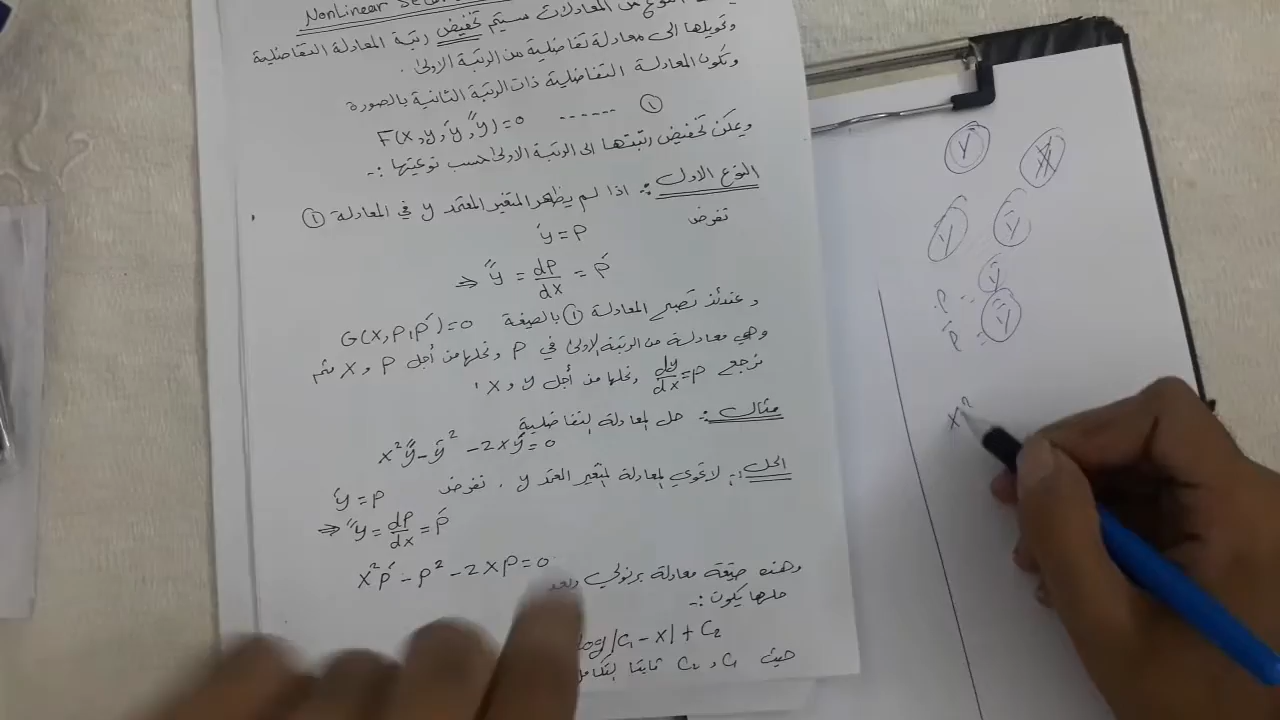 NonLinear
النوع من المعادلات سيتم تخفيض رتبة المعادلة التفاضلية
وتحويلها الى معادلة تفاضلية من الرتبة الاولى .
وتكون المعادلة التفاضلية ذات الرتبة الثانية بالصورة
F(x,y,y′,y″)=0 ------ ①
ويمكن تخفيض رتبتها الى الرتبة الاولى حسب نوعيتها :-
النوع الاول :- اذا لم يظهر المتغير المعتمد y في المعادلة ①
نفرض
y′=P
⇒ y″ = dP/dx = P′
وعندئذ تصبح المعادلة ① بالصيغة G(x,P,P′)=0
وهي معادلة من الرتبة الاولى في P ونحلها من أجل P و x ثم
نرجع dy/dx=P ونحلها من أجل y و x .
مثال :- حل المعادلة التفاضلية
x²y″-y′²-2xy′=0
الحل :- لا تحوي المعادلة المتغير المعتمد y . نفرض
y′=P
⇒ y″=dP/dx=P′
x²P′-P²-2xP=0
وهذه صيغة معادلة برنولي وبعد
حلها يكون :-
log|C₁-x|+C₂
حيث C₁ و C₂ ثابتا التكامل
y
y′ y″
P = y′
P′ = y″
x²